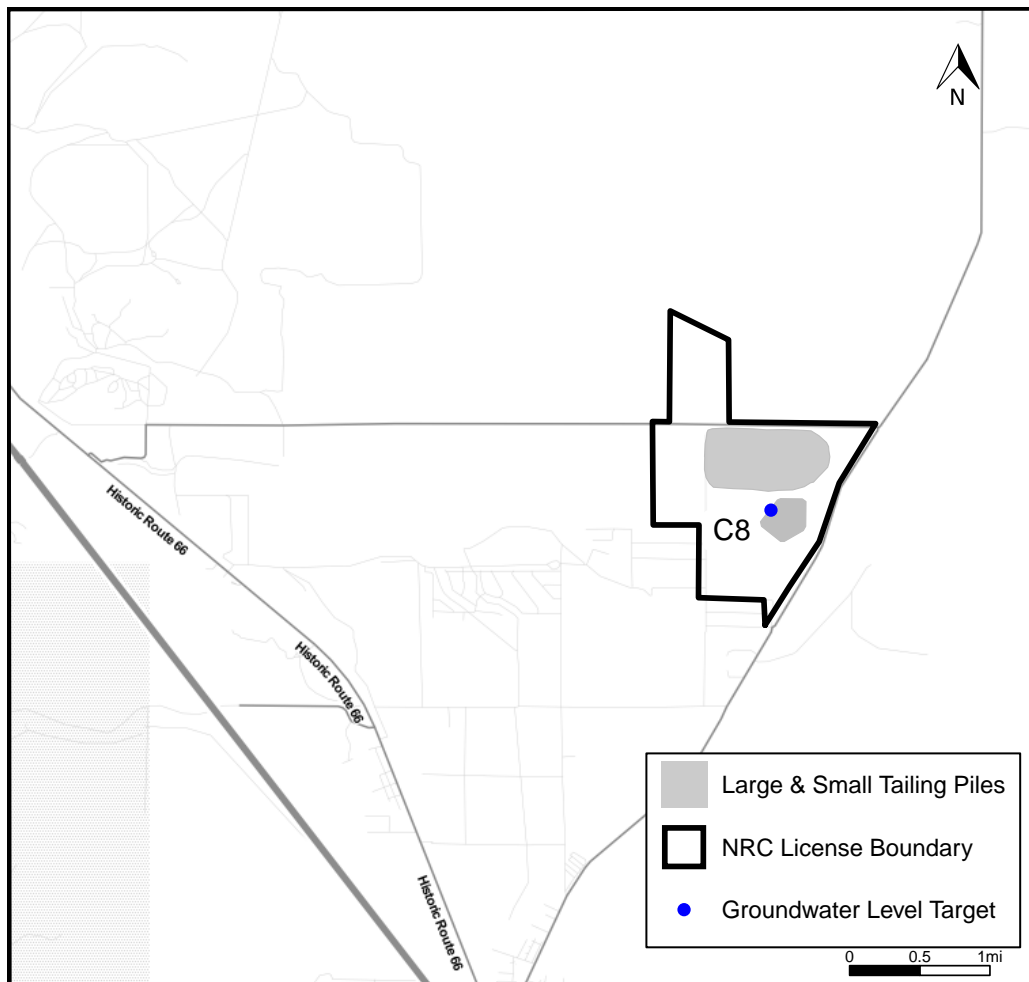 N
C8
Historic Route 66
Historic Route 66
Historic Route 66
Large & Small Tailing Piles
NRC License Boundary
Groundwater Level Target
0 0.5 1mi